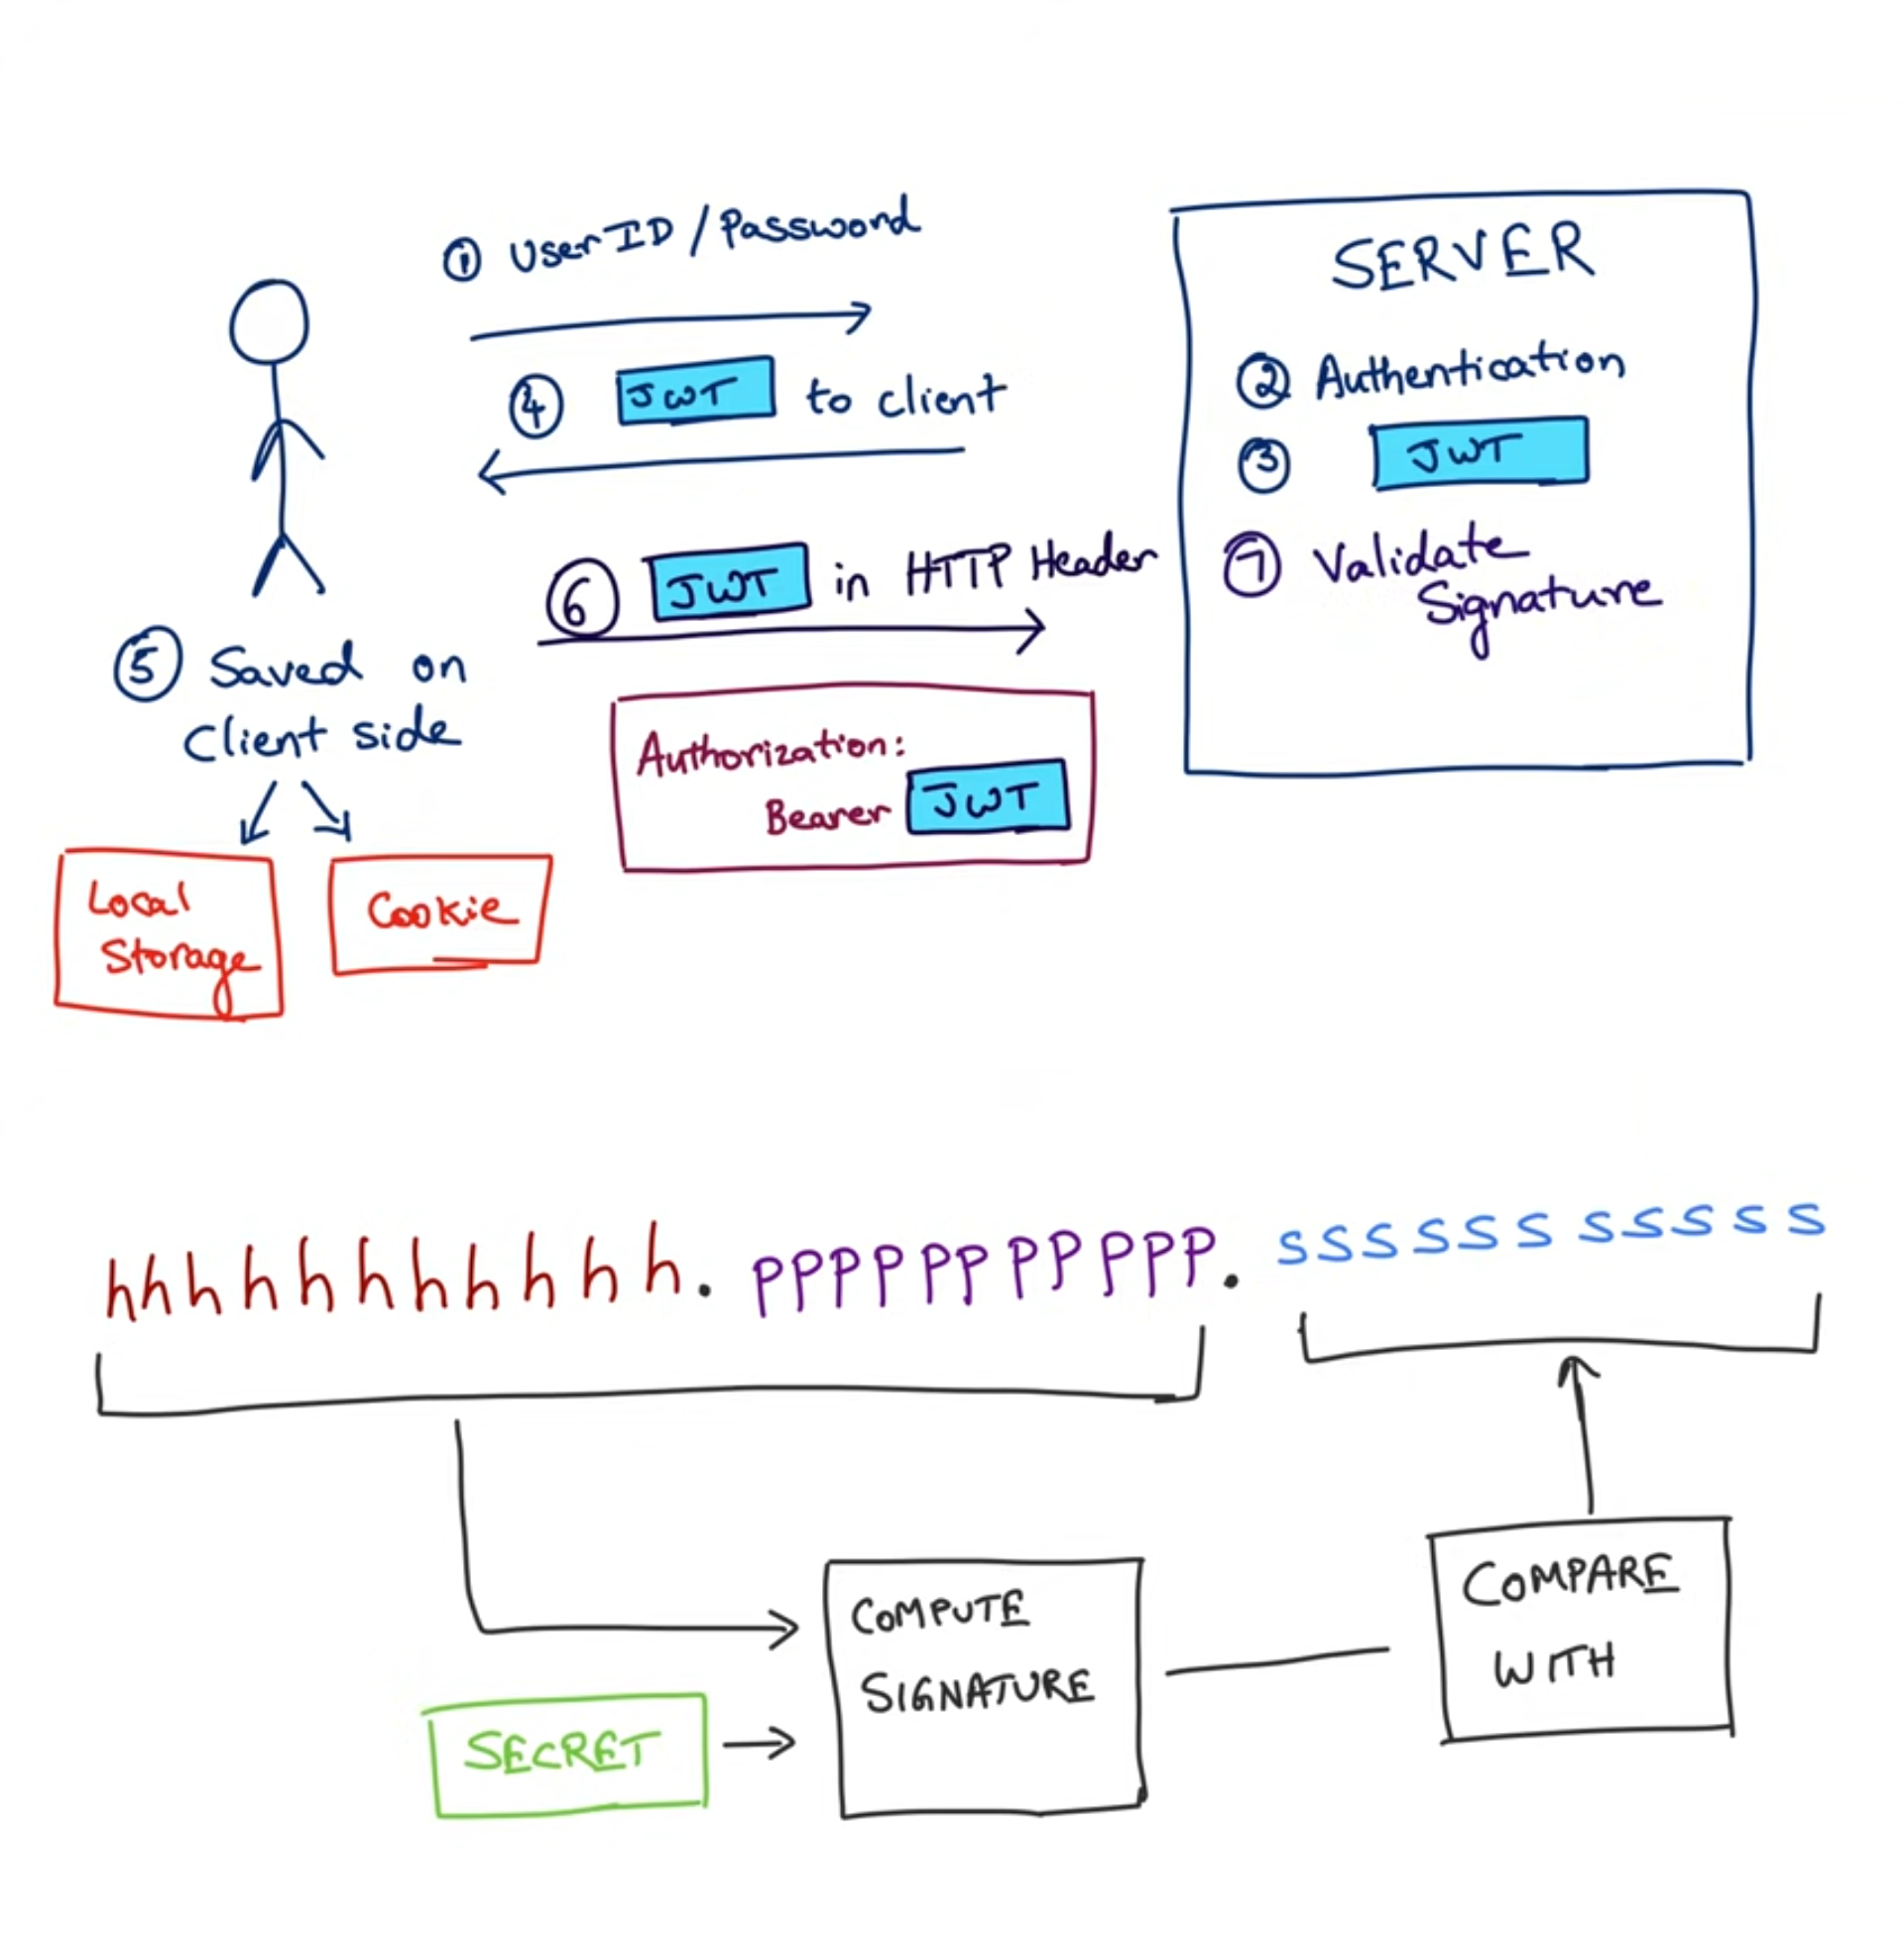 ① UserID / Password
④ JWT to client
⑥ JWT in HTTP Header
Authorization:
Bearer JWT
⑤ Saved on
Client side
Local
Storage
Cookie
SERVER
② Authentication
③ JWT
⑦ Validate
Signature
hhhhhhhhhhh. PPPPPPPPPPP. sssssssssss
COMPUTE
SIGNATURE
SECRET
COMPARE
WITH